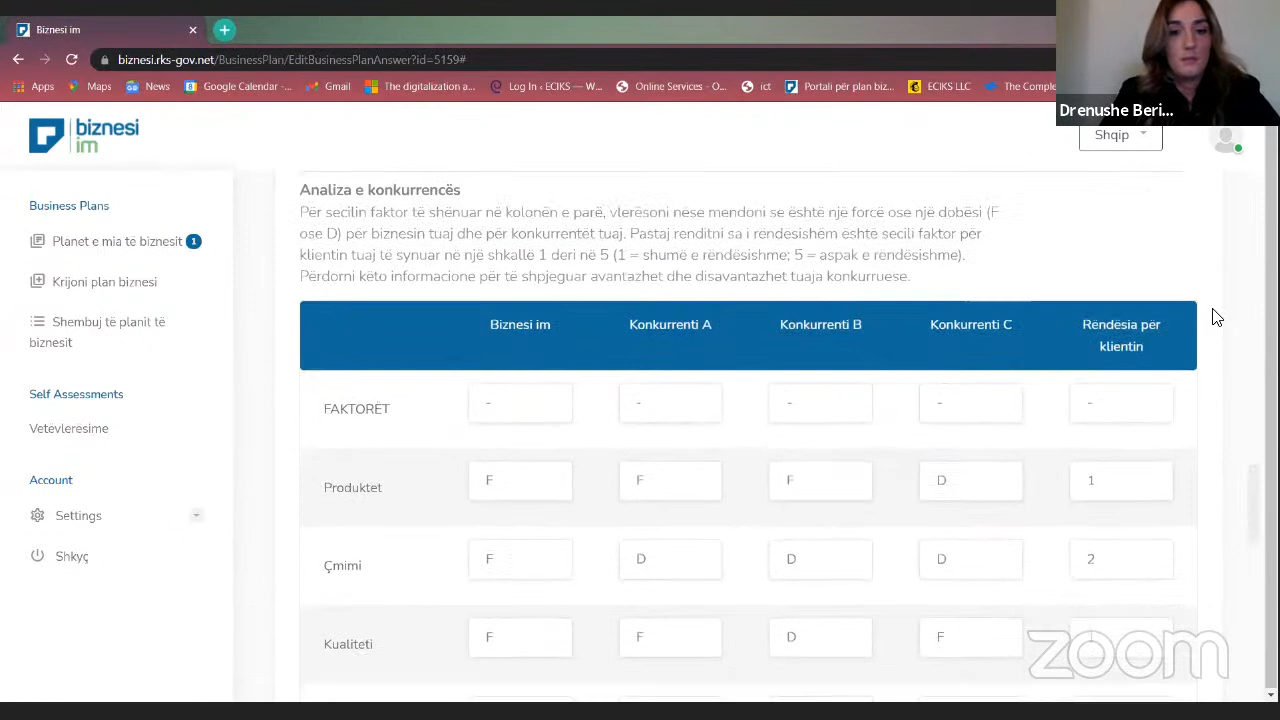 Biznesi im
biznesi.rks-gov.net/BusinessPlan/EditBusinessPlanAnswer?id=5159#
Apps Maps News Google Calendar -... Gmail The digitalization a... Log In ‹ ECIKS — W... Online Services - O... ict Portali për plan biz... ECIKS LLC The Comple
Drenushe Beri...
biznesi
im
Shqip
Business Plans
Planet e mia të biznesit 1
Krijoni plan biznesi
Shembuj të planit të
biznesit
Self Assessments
Vetëvlerësime
Account
Settings
Shkyç
Analiza e konkurrencës
Për secilin faktor të shënuar në kolonën e parë, vlerësoni nëse mendoni se është një forcë ose një dobësi (F
ose D) për biznesin tuaj dhe për konkurrentët tuaj. Pastaj renditni sa i rëndësishëm është secili faktor për
klientin tuaj të synuar në një shkallë 1 deri në 5 (1 = shumë e rëndësishme; 5 = aspak e rëndësishme).
Përdorni këto informacione për të shpjeguar avantazhet dhe disavantazhet tuaja konkurruese.
Biznesi im Konkurrenti A Konkurrenti B Konkurrenti C Rëndësia për
klientin
FAKTORËT - - - - -
Produktet F F F D 1
Çmimi F D D D 2
Kualiteti F F D F
zoom